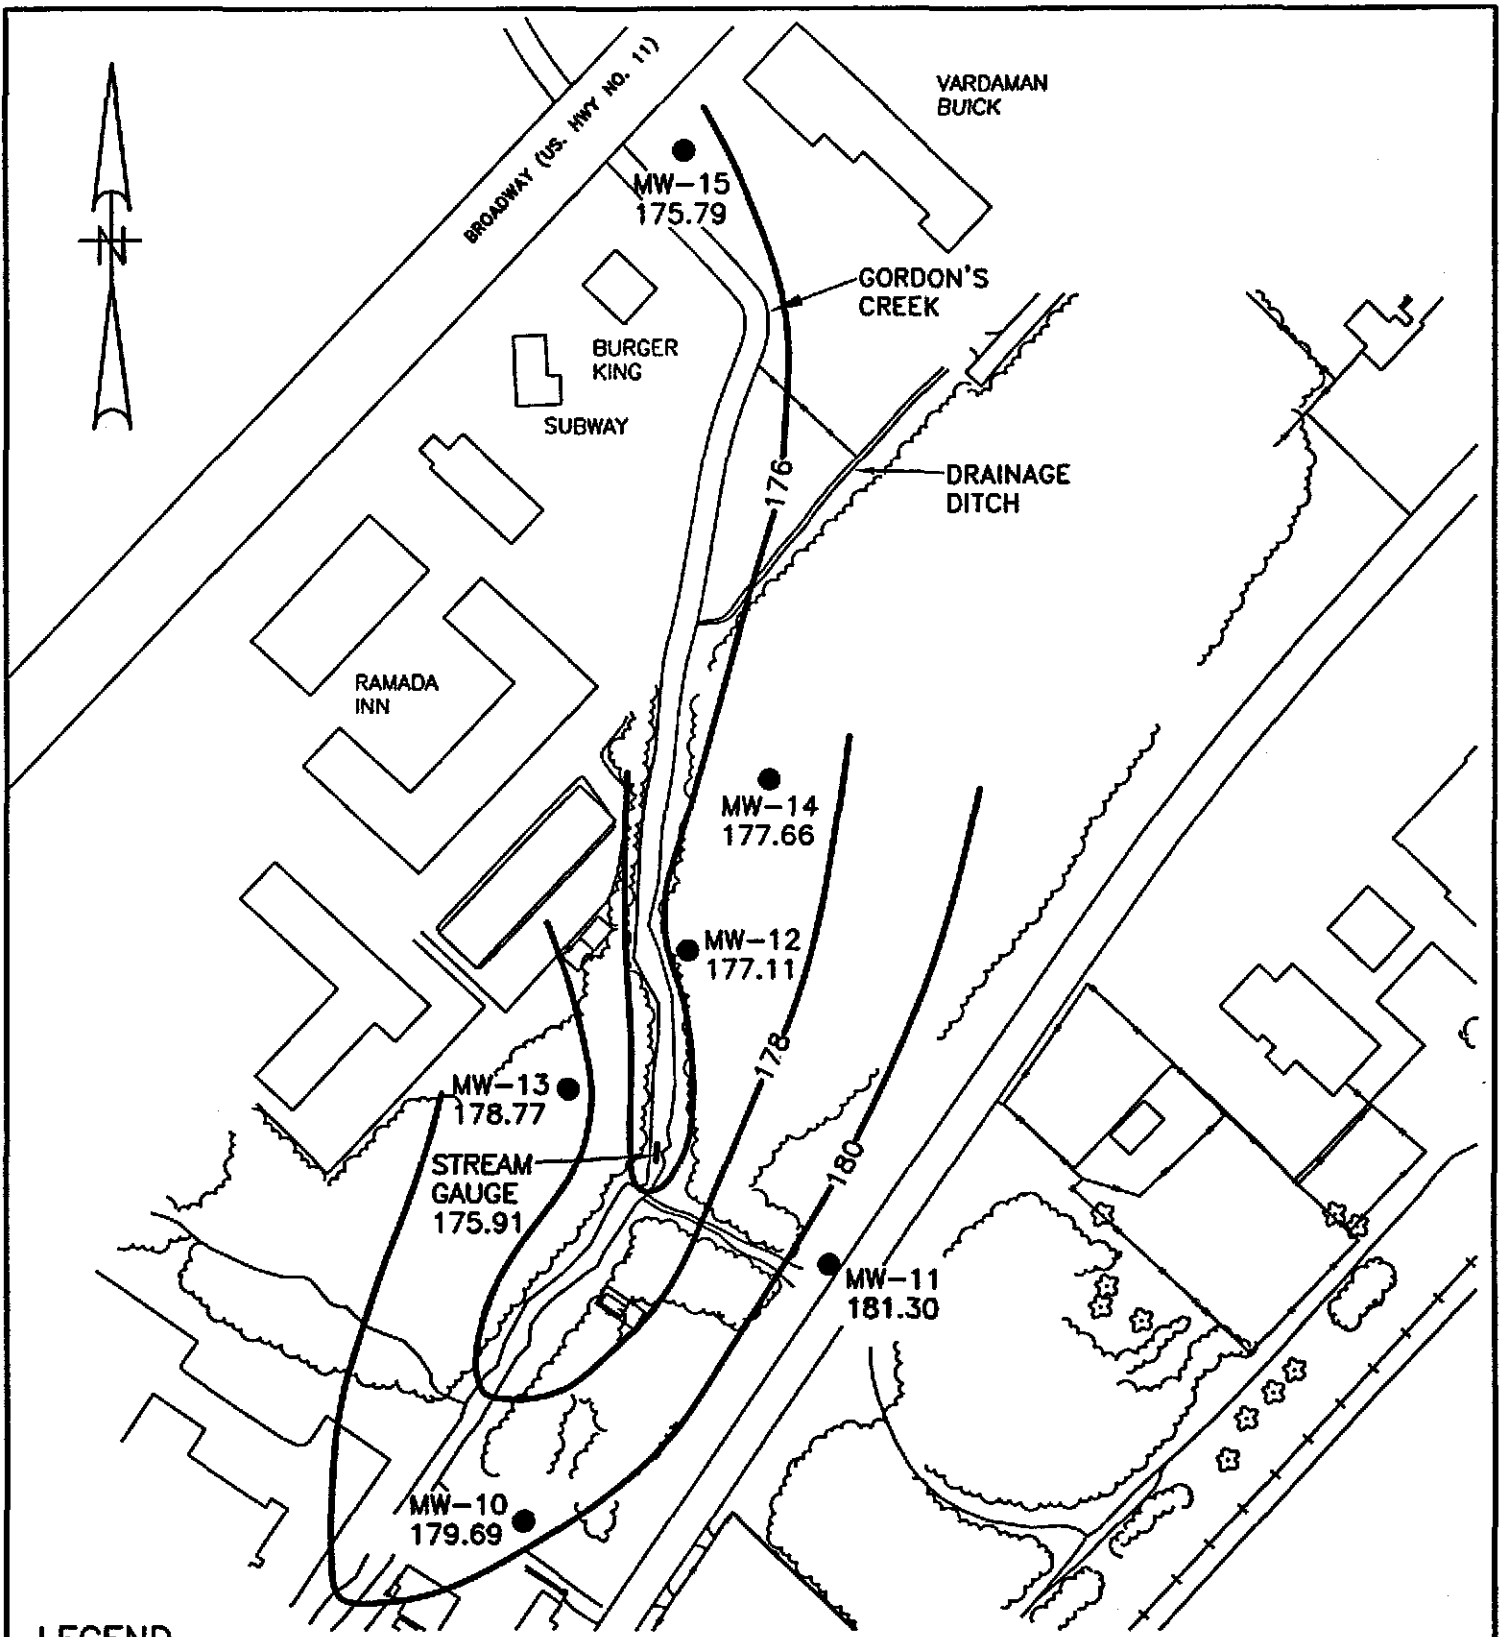 VARDAMAN
BUICK
BROADWAY (US. HWY NO. 11)
N
MW-15
175.79
GORDON'S
CREEK
BURGER
KING
SUBWAY
176
DRAINAGE
DITCH
RAMADA
INN
MW-14
177.66
MW-12
177.11
178
MW-13
178.77
STREAM
GAUGE
175.91
180
MW-11
181.30
MW-10
179.69
LEGEND